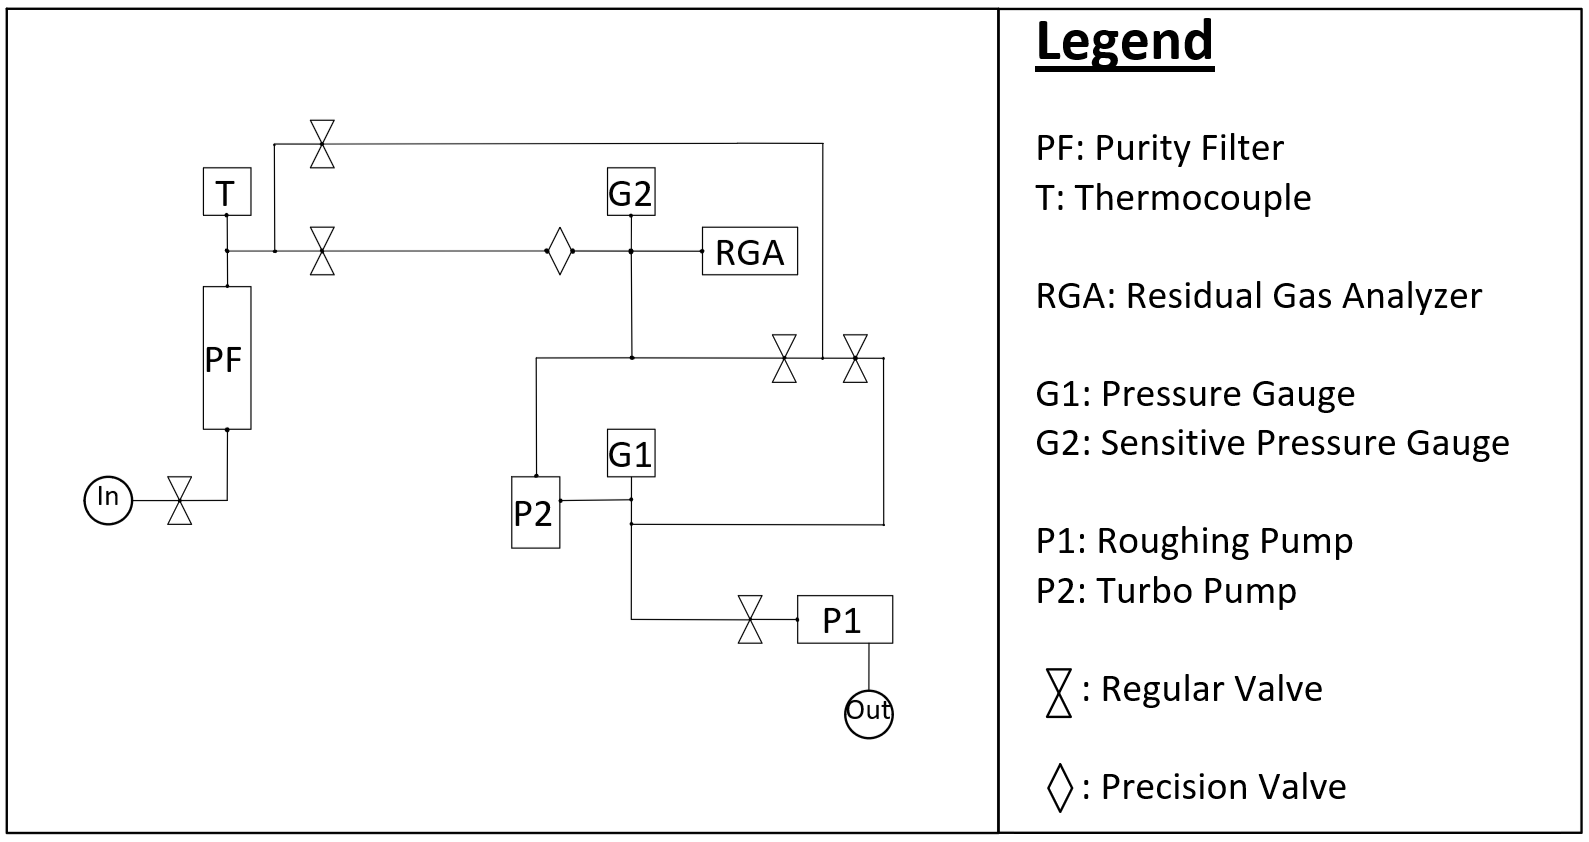 T
G2
RGA
PF
G1
In
P2
P1
Out
Legend
PF: Purity Filter
T: Thermocouple
RGA: Residual Gas Analyzer
G1: Pressure Gauge
G2: Sensitive Pressure Gauge
P1: Roughing Pump
P2: Turbo Pump
: Regular Valve
: Precision Valve